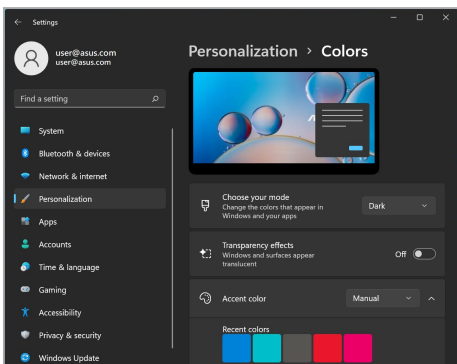 Settings
user@asus.com
user@asus.com
Find a setting
System
Bluetooth & devices
Network & internet
Personalization
Apps
Accounts
Time & language
Gaming
Accessibility
Privacy & security
Windows Update
Personalization > Colors
Choose your mode
Change the colors that appear in
Windows and your apps
Dark
Transparency effects
Windows and surfaces appear
translucent
Off
Accent color
Manual
Recent colors